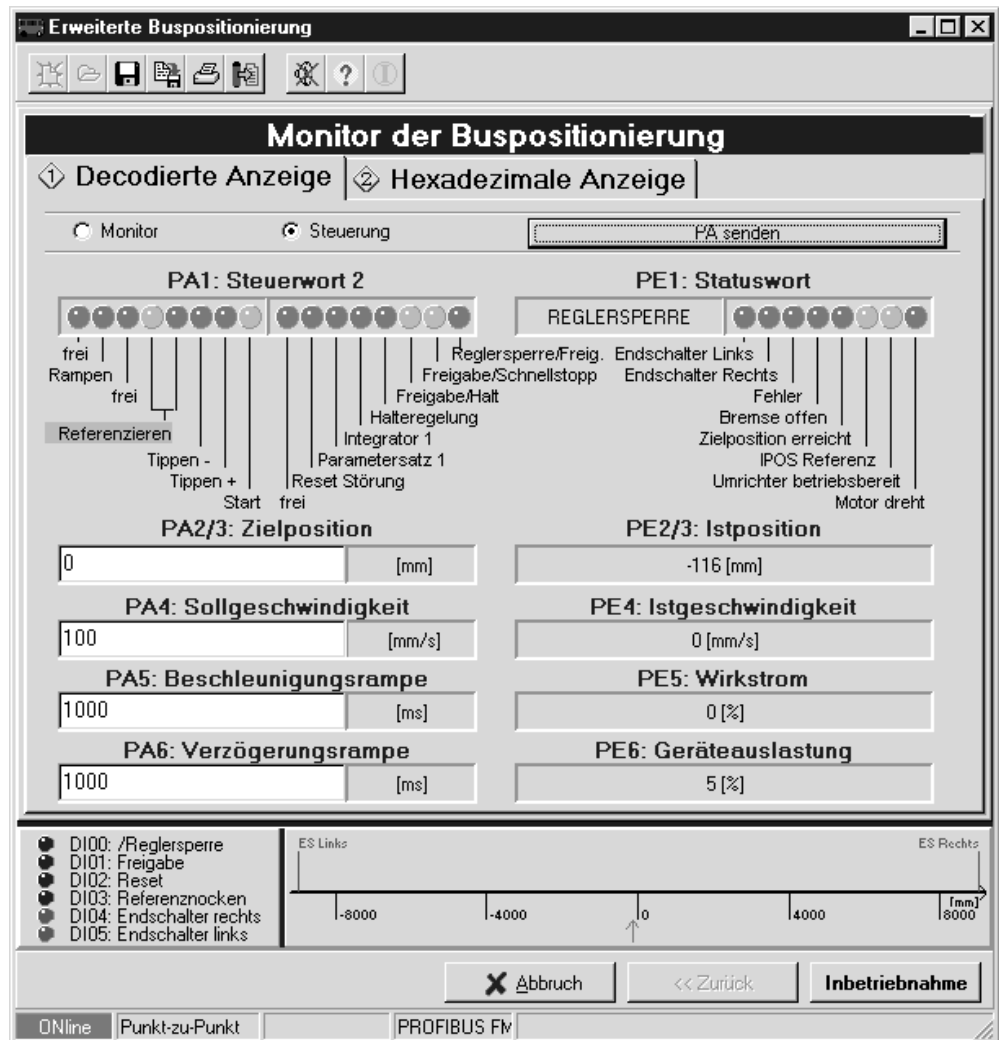 Erweiterte Buspositionierung
Monitor der Buspositionierung
1 Decodierte Anzeige
2 Hexadezimale Anzeige
Monitor
Steuerung
PA senden
PA1: Steuerwort 2
PE1: Statuswort
REGLERSPERRE
frei
Reglersperre/Freig.
Endschalter Links
Rampen
Freigabe/Schnellstopp
Endschalter Rechts
frei
Freigabe/Halt
Fehler
Halteregelung
Bremse offen
Referenzieren
Integrator 1
Zielposition erreicht
Tippen -
Parametersatz 1
IPOS Referenz
Tippen +
Reset Störung
Umrichter betriebsbereit
Start
frei
Motor dreht
PA2/3: Zielposition
PE2/3: Istposition
0
[mm]
-116 [mm]
PA4: Sollgeschwindigkeit
PE4: Istgeschwindigkeit
100
[mm/s]
0 [mm/s]
PA5: Beschleunigungsrampe
PE5: Wirkstrom
1000
[ms]
0 [%]
PA6: Verzögerungsrampe
PE6: Geräteauslastung
1000
[ms]
5 [%]
DI00: /Reglersperre
DI01: Freigabe
DI02: Reset
DI03: Referenznocken
DI04: Endschalter rechts
DI05: Endschalter links
ES Links
ES Rechts
-8000
-4000
0
4000
[mm]
8000
Abbruch
<< Zurück
Inbetriebnahme
ONline
Punkt-zu-Punkt
PROFIBUS FM